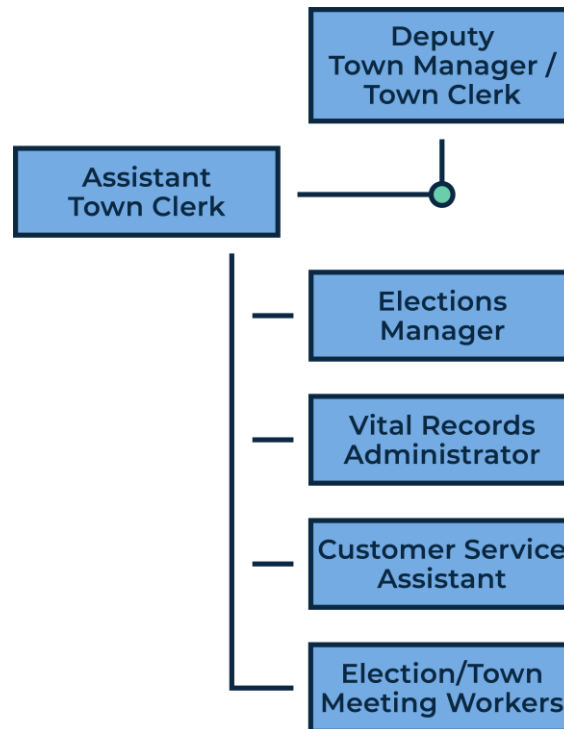 Deputy
Town Manager /
Town Clerk
Assistant
Town Clerk
Elections
Manager
Vital Records
Administrator
Customer Service
Assistant
Election/Town
Meeting Workers